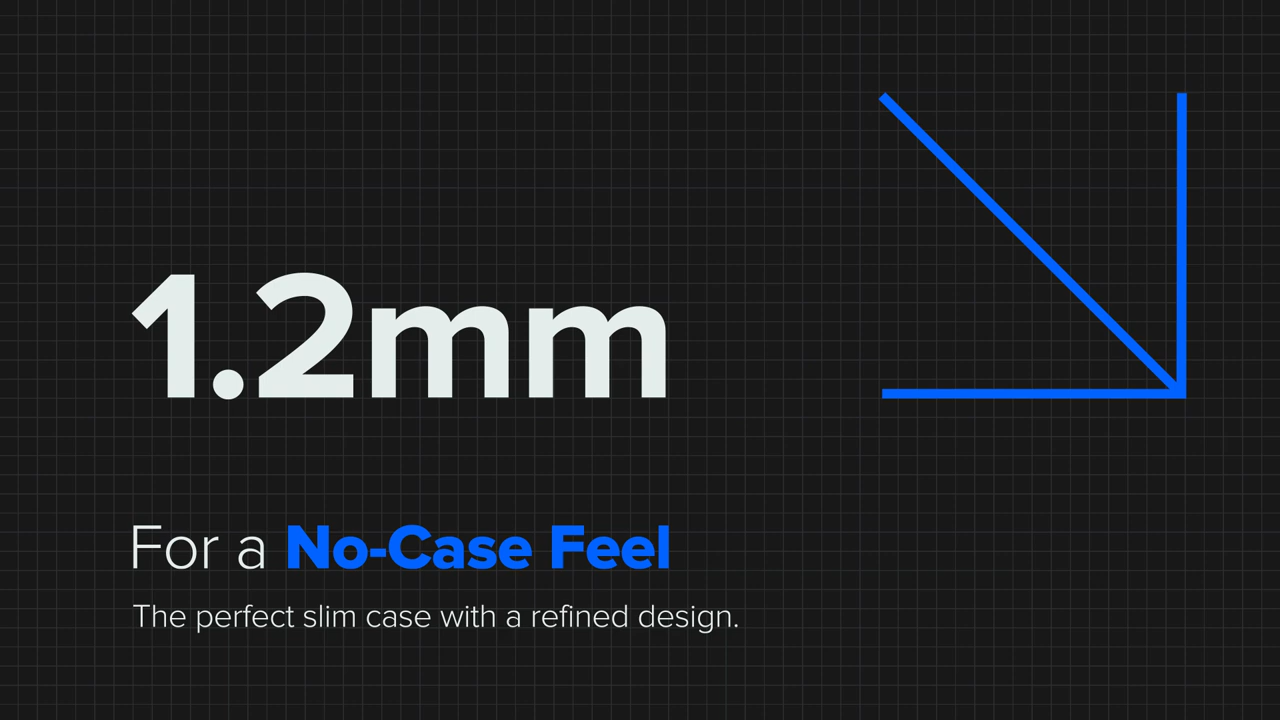 1.2mm
For a No-Case Feel
The perfect slim case with a refined design.